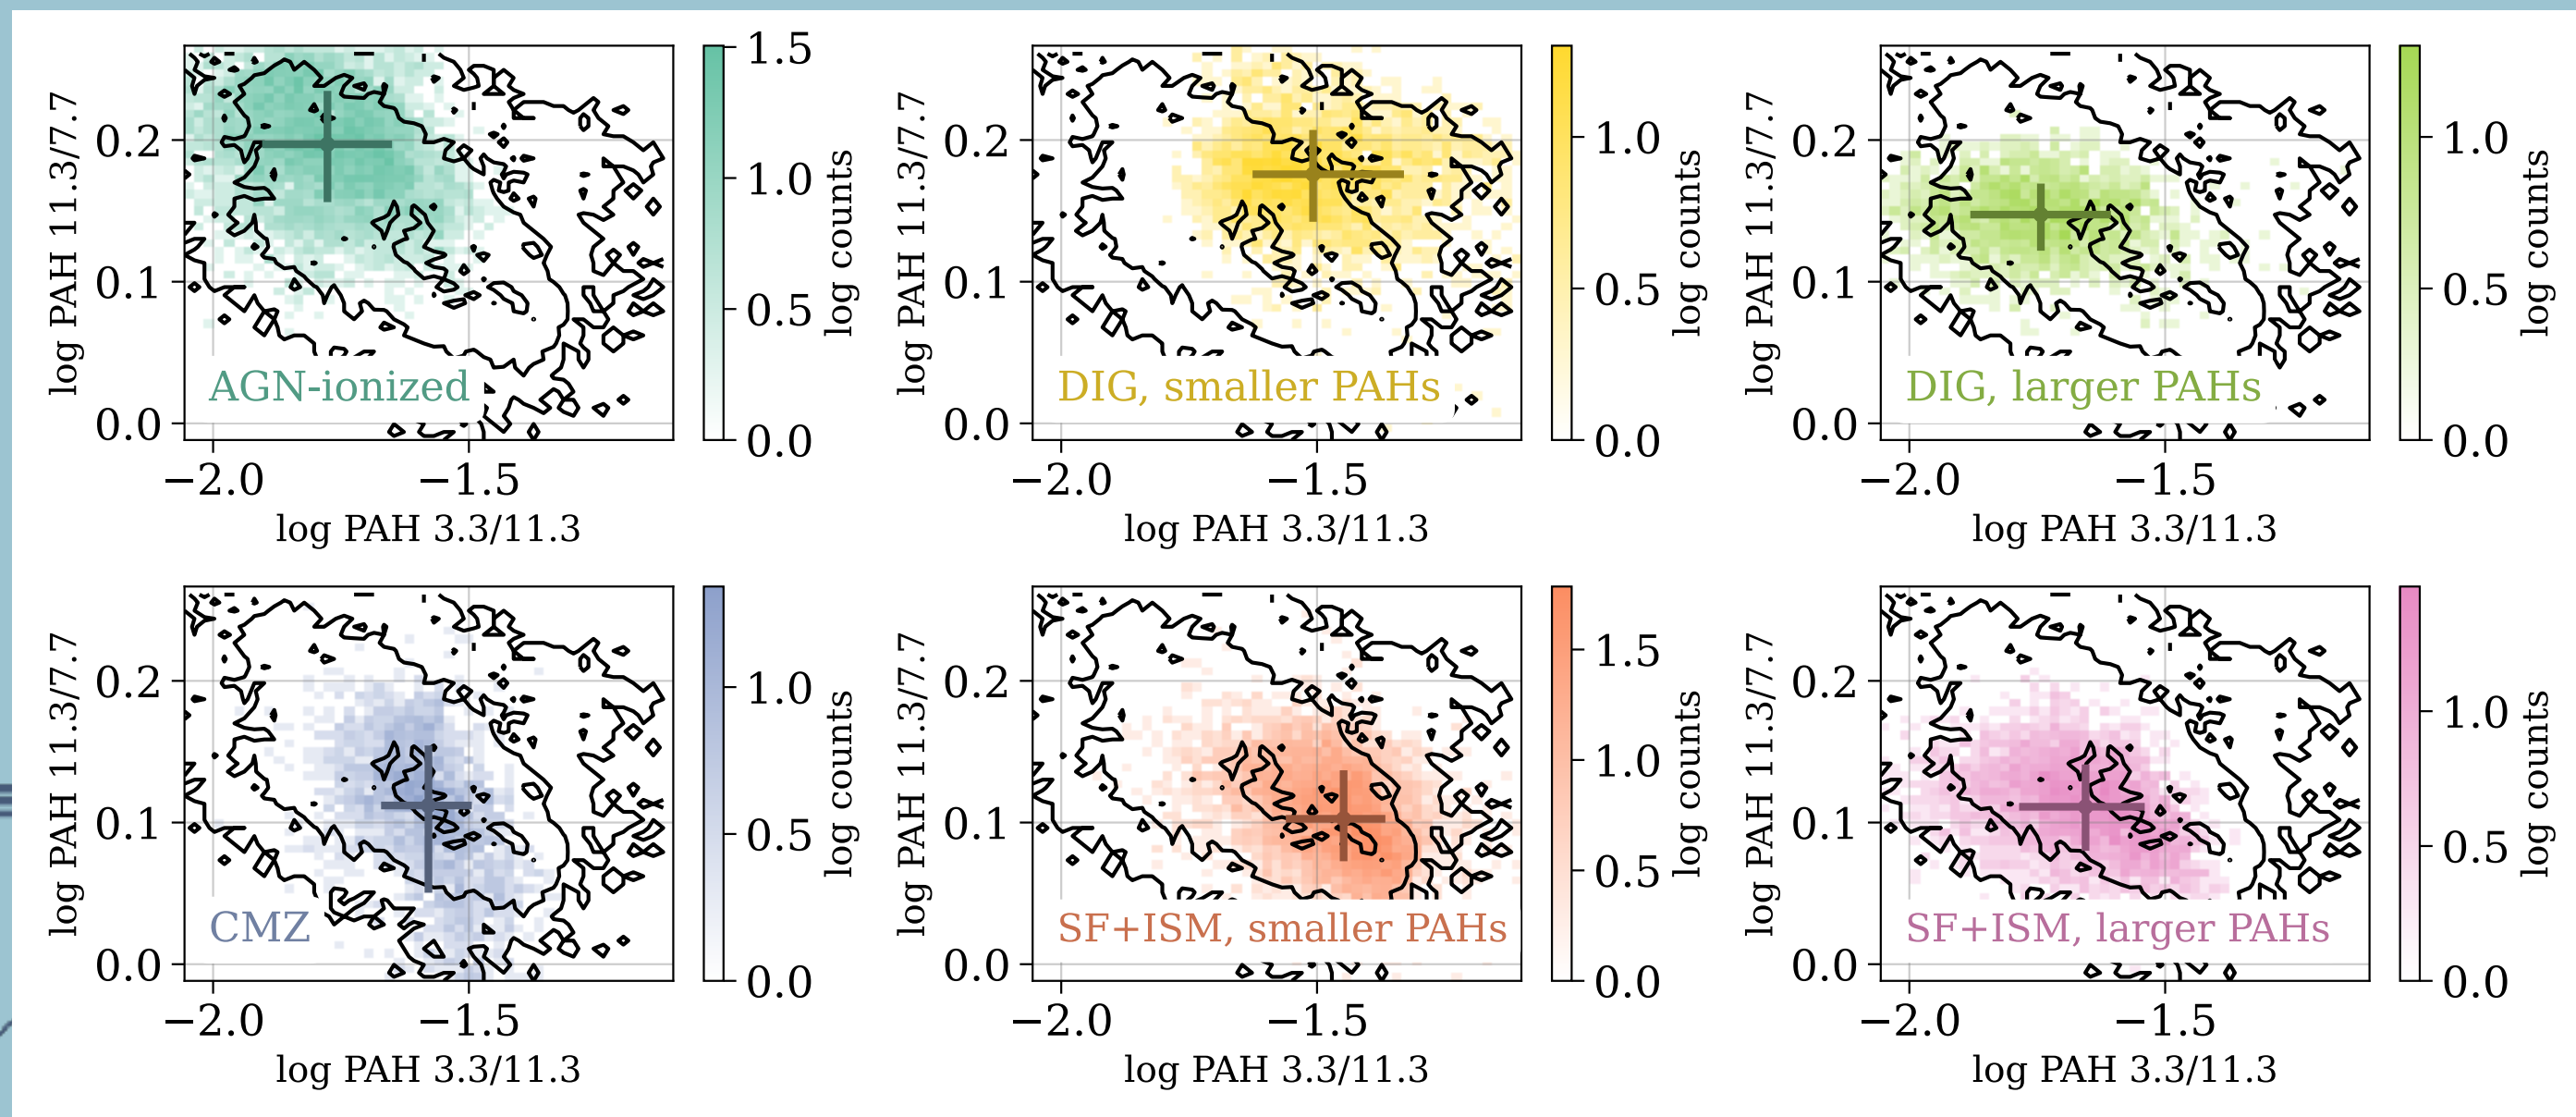 log PAH 11.3/7.7
0.2
0.1
0.0
AGN-ionized
−2.0
−1.5
log PAH 3.3/11.3
1.5
1.0
0.5
0.0
log counts
log PAH 11.3/7.7
0.2
0.1
0.0
DIG, smaller PAHs
−2.0
−1.5
log PAH 3.3/11.3
1.0
0.5
0.0
log counts
log PAH 11.3/7.7
0.2
0.1
0.0
DIG, larger PAHs
−2.0
−1.5
log PAH 3.3/11.3
1.0
0.5
0.0
log counts
log PAH 11.3/7.7
0.2
0.1
0.0
CMZ
−2.0
−1.5
log PAH 3.3/11.3
1.0
0.5
0.0
log counts
log PAH 11.3/7.7
0.2
0.1
0.0
SF+ISM, smaller PAHs
−2.0
−1.5
log PAH 3.3/11.3
1.5
1.0
0.5
0.0
log counts
log PAH 11.3/7.7
0.2
0.1
0.0
SF+ISM, larger PAHs
−2.0
−1.5
log PAH 3.3/11.3
1.0
0.5
0.0
log counts